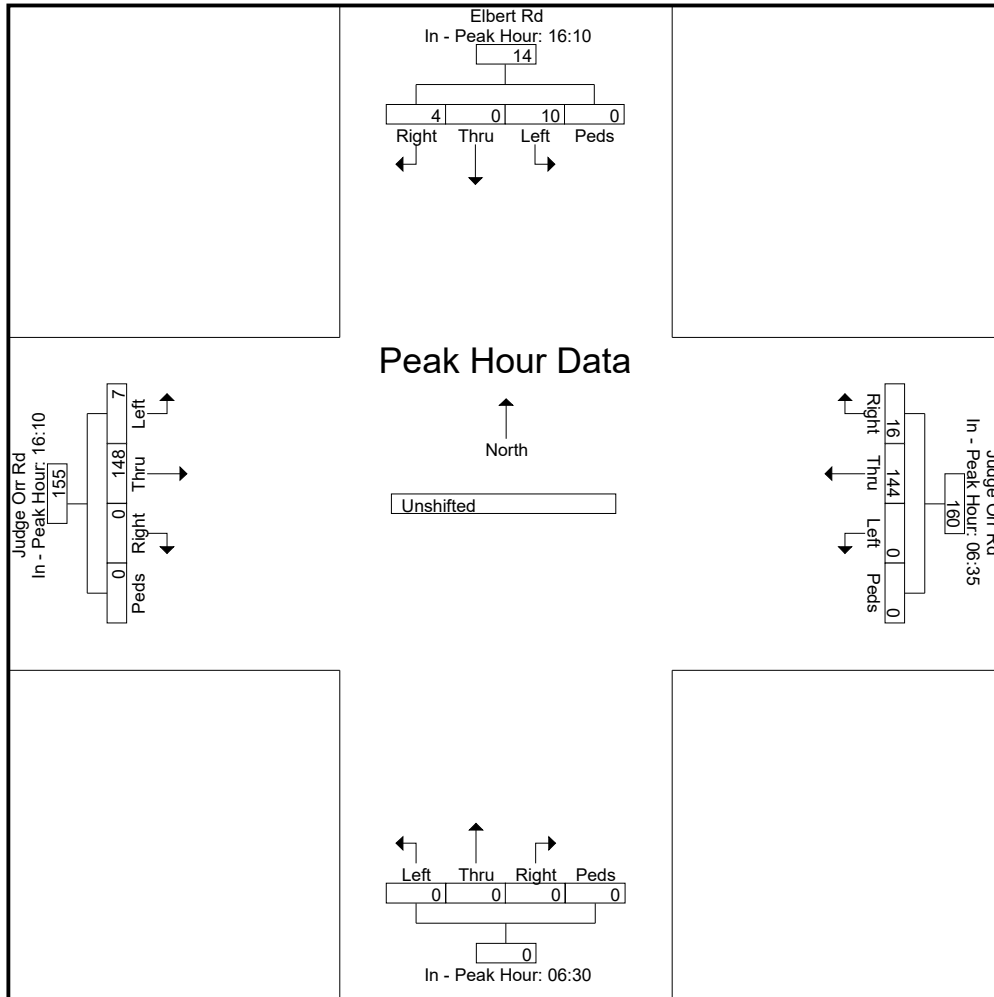 Elbert Rd
In - Peak Hour: 16:10
14
4 0 10 0
Right Thru Left Peds
Peak Hour Data
North
Unshifted
Judge Orr Rd
In - Peak Hour: 16:10
155
7 148 0 0
Left Thru Right Peds
Judge Orr Rd
In - Peak Hour: 06:35
160
16 144 0 0
Right Thru Left Peds
Left Thru Right Peds
0 0 0 0
0
In - Peak Hour: 06:30